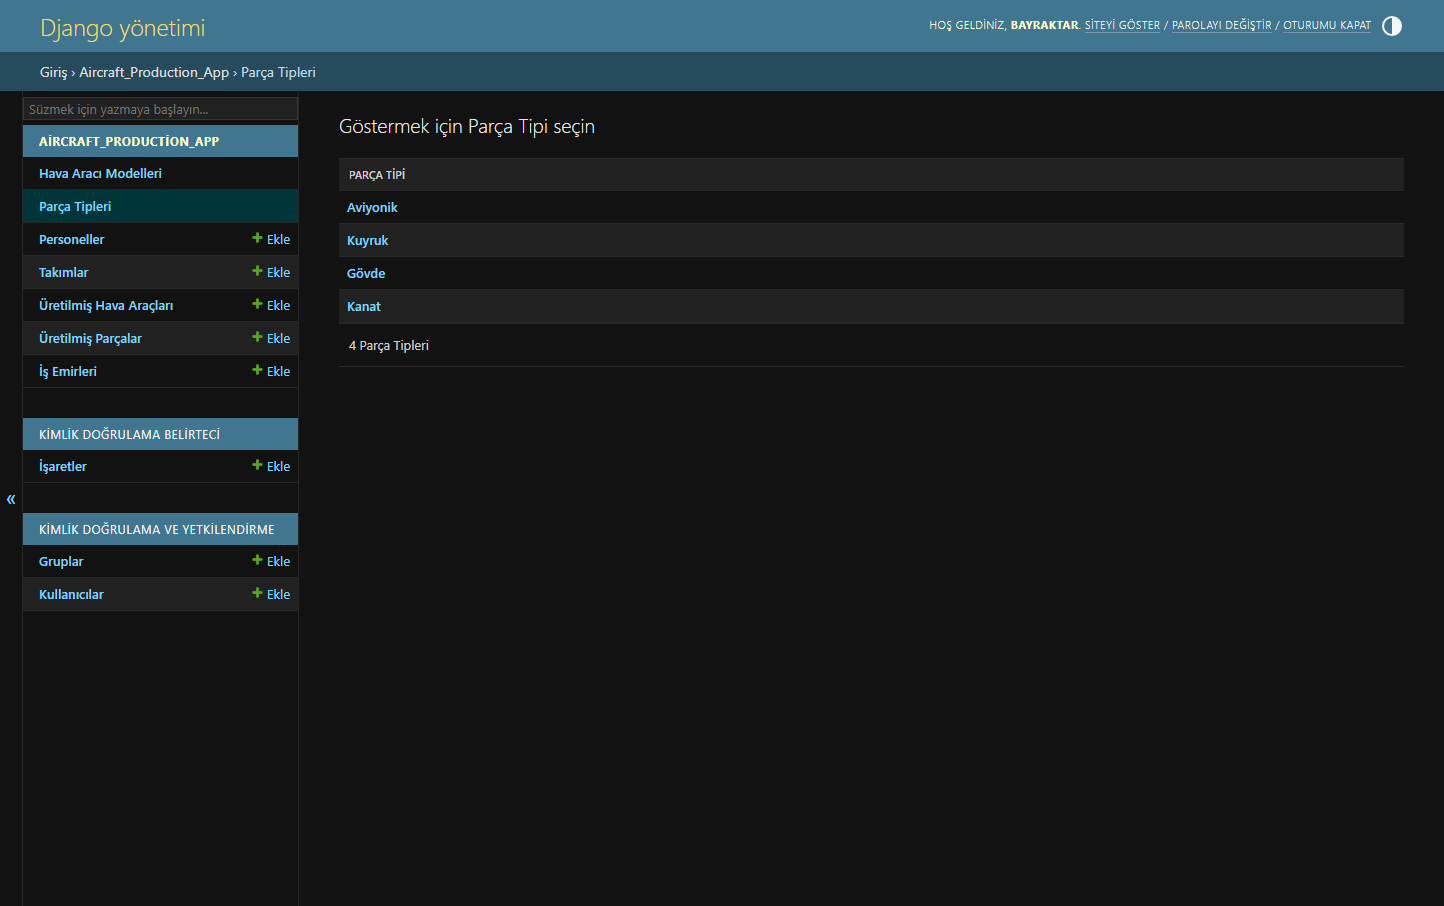 Django yönetimi
HOŞ GELDİNİZ, BAYRAKTAR. SİTEYİ GÖSTER / PAROLAYI DEĞİŞTİR / OTURUMU KAPAT
Giriş › Aircraft_Production_App › Parça Tipleri
Süzmek için yazmaya başlayın...
AİRCRAFT_PRODUCTİON_APP
Hava Aracı Modelleri
Parça Tipleri
Personeller + Ekle
Takımlar + Ekle
Üretilmiş Hava Araçları + Ekle
Üretilmiş Parçalar + Ekle
İş Emirleri + Ekle
KİMLİK DOĞRULAMA BELİRTECİ
İşaretler + Ekle
«
KİMLİK DOĞRULAMA VE YETKİLENDİRME
Gruplar + Ekle
Kullanıcılar + Ekle
Göstermek için Parça Tipi seçin
PARÇA TİPİ
Aviyonik
Kuyruk
Gövde
Kanat
4 Parça Tipleri